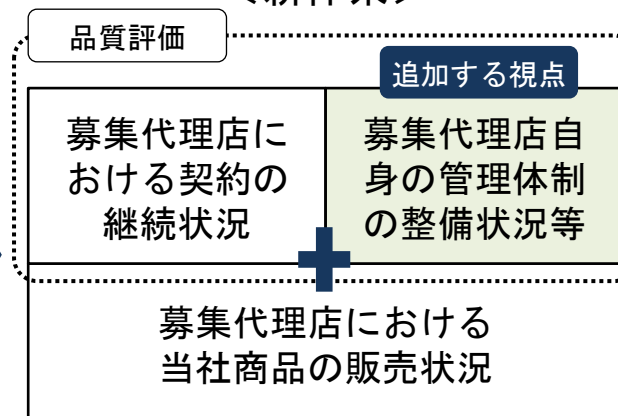 品質評価
追加する視点
募集代理店に
おける契約の
継続状況
募集代理店自
身の管理体制
の整備状況等
募集代理店における
当社商品の販売状況